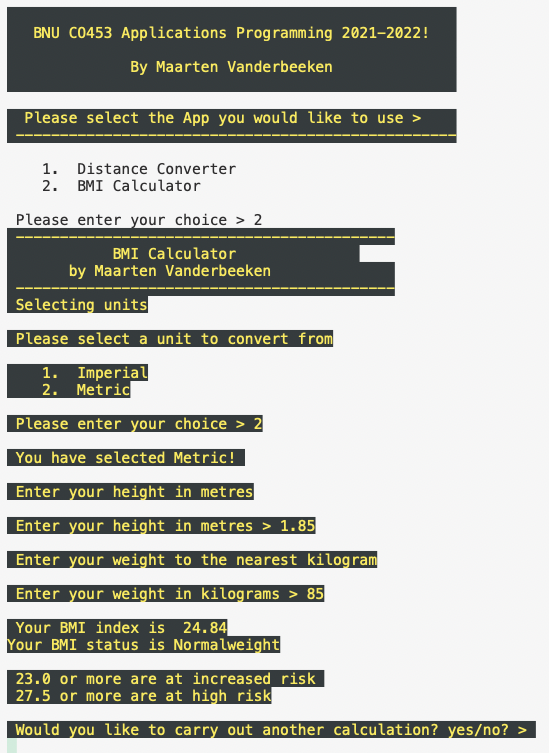 BNU CO453 Applications Programming 2021-2022!
By Maarten Vanderbeeken
Please select the App you would like to use >
----------------------------------------------------
1. Distance Converter
2. BMI Calculator
Please enter your choice > 2
-------------------------------------------
BMI Calculator
by Maarten Vanderbeeken
-------------------------------------------
Selecting units
Please select a unit to convert from
1. Imperial
2. Metric
Please enter your choice > 2
You have selected Metric!
Enter your height in metres
Enter your height in metres > 1.85
Enter your weight to the nearest kilogram
Enter your weight in kilograms > 85
Your BMI index is 24.84
Your BMI status is Normalweight
23.0 or more are at increased risk
27.5 or more are at high risk
Would you like to carry out another calculation? yes/no? >